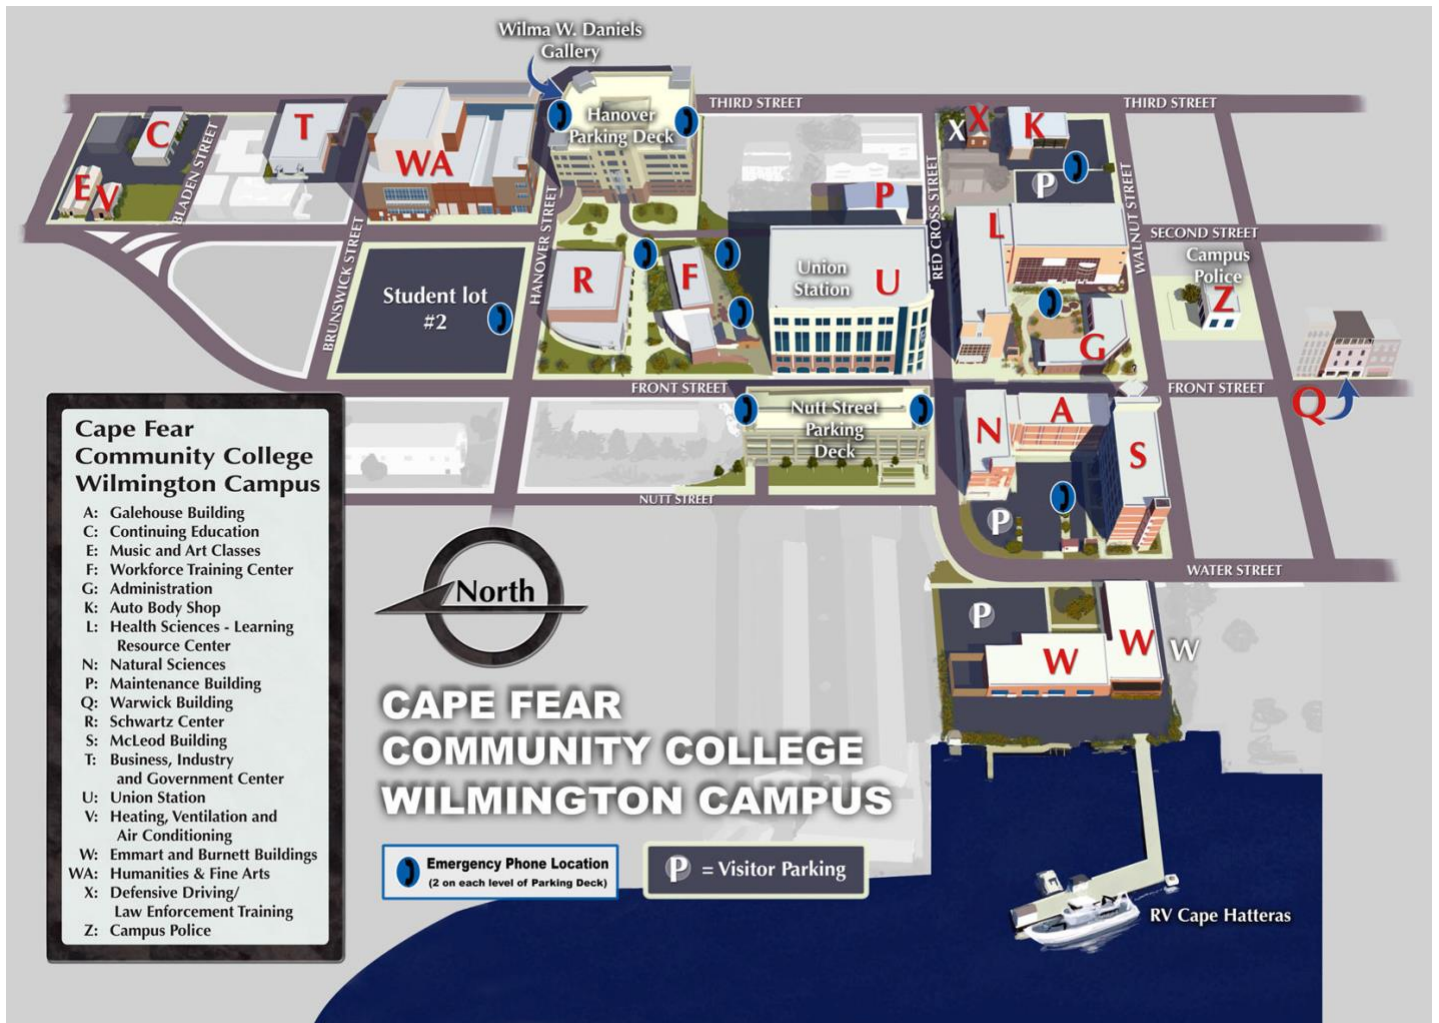 Wilma W. Daniels
Gallery
THIRD STREET
THIRD STREET
Hanover
Parking Deck
C
T
WA
X
X
K
P
E
V
BLADEN STREET
P
L
RED CROSS STREET
WALNUT STREET
BRUNSWICK STREET
HANOVER STREET
SECOND STREET
Campus
Police
Z
Student lot
#2
R
F
Union
Station
U
G
FRONT STREET
FRONT STREET
Q
Nutt Street
Parking
Deck
N
A
S
P
NUTT STREET
WATER STREET
Cape Fear
Community College
Wilmington Campus
A: Galehouse Building
C: Continuing Education
E: Music and Art Classes
F: Workforce Training Center
G: Administration
K: Auto Body Shop
L: Health Sciences - Learning
Resource Center
N: Natural Sciences
P: Maintenance Building
Q: Warwick Building
R: Schwartz Center
S: McLeod Building
T: Business, Industry
and Government Center
U: Union Station
V: Heating, Ventilation and
Air Conditioning
W: Emmart and Burnett Buildings
WA: Humanities & Fine Arts
X: Defensive Driving/
Law Enforcement Training
Z: Campus Police
North
P
W
W
W
CAPE FEAR
COMMUNITY COLLEGE
WILMINGTON CAMPUS
Emergency Phone Location
(2 on each level of Parking Deck)
P = Visitor Parking
RV Cape Hatteras